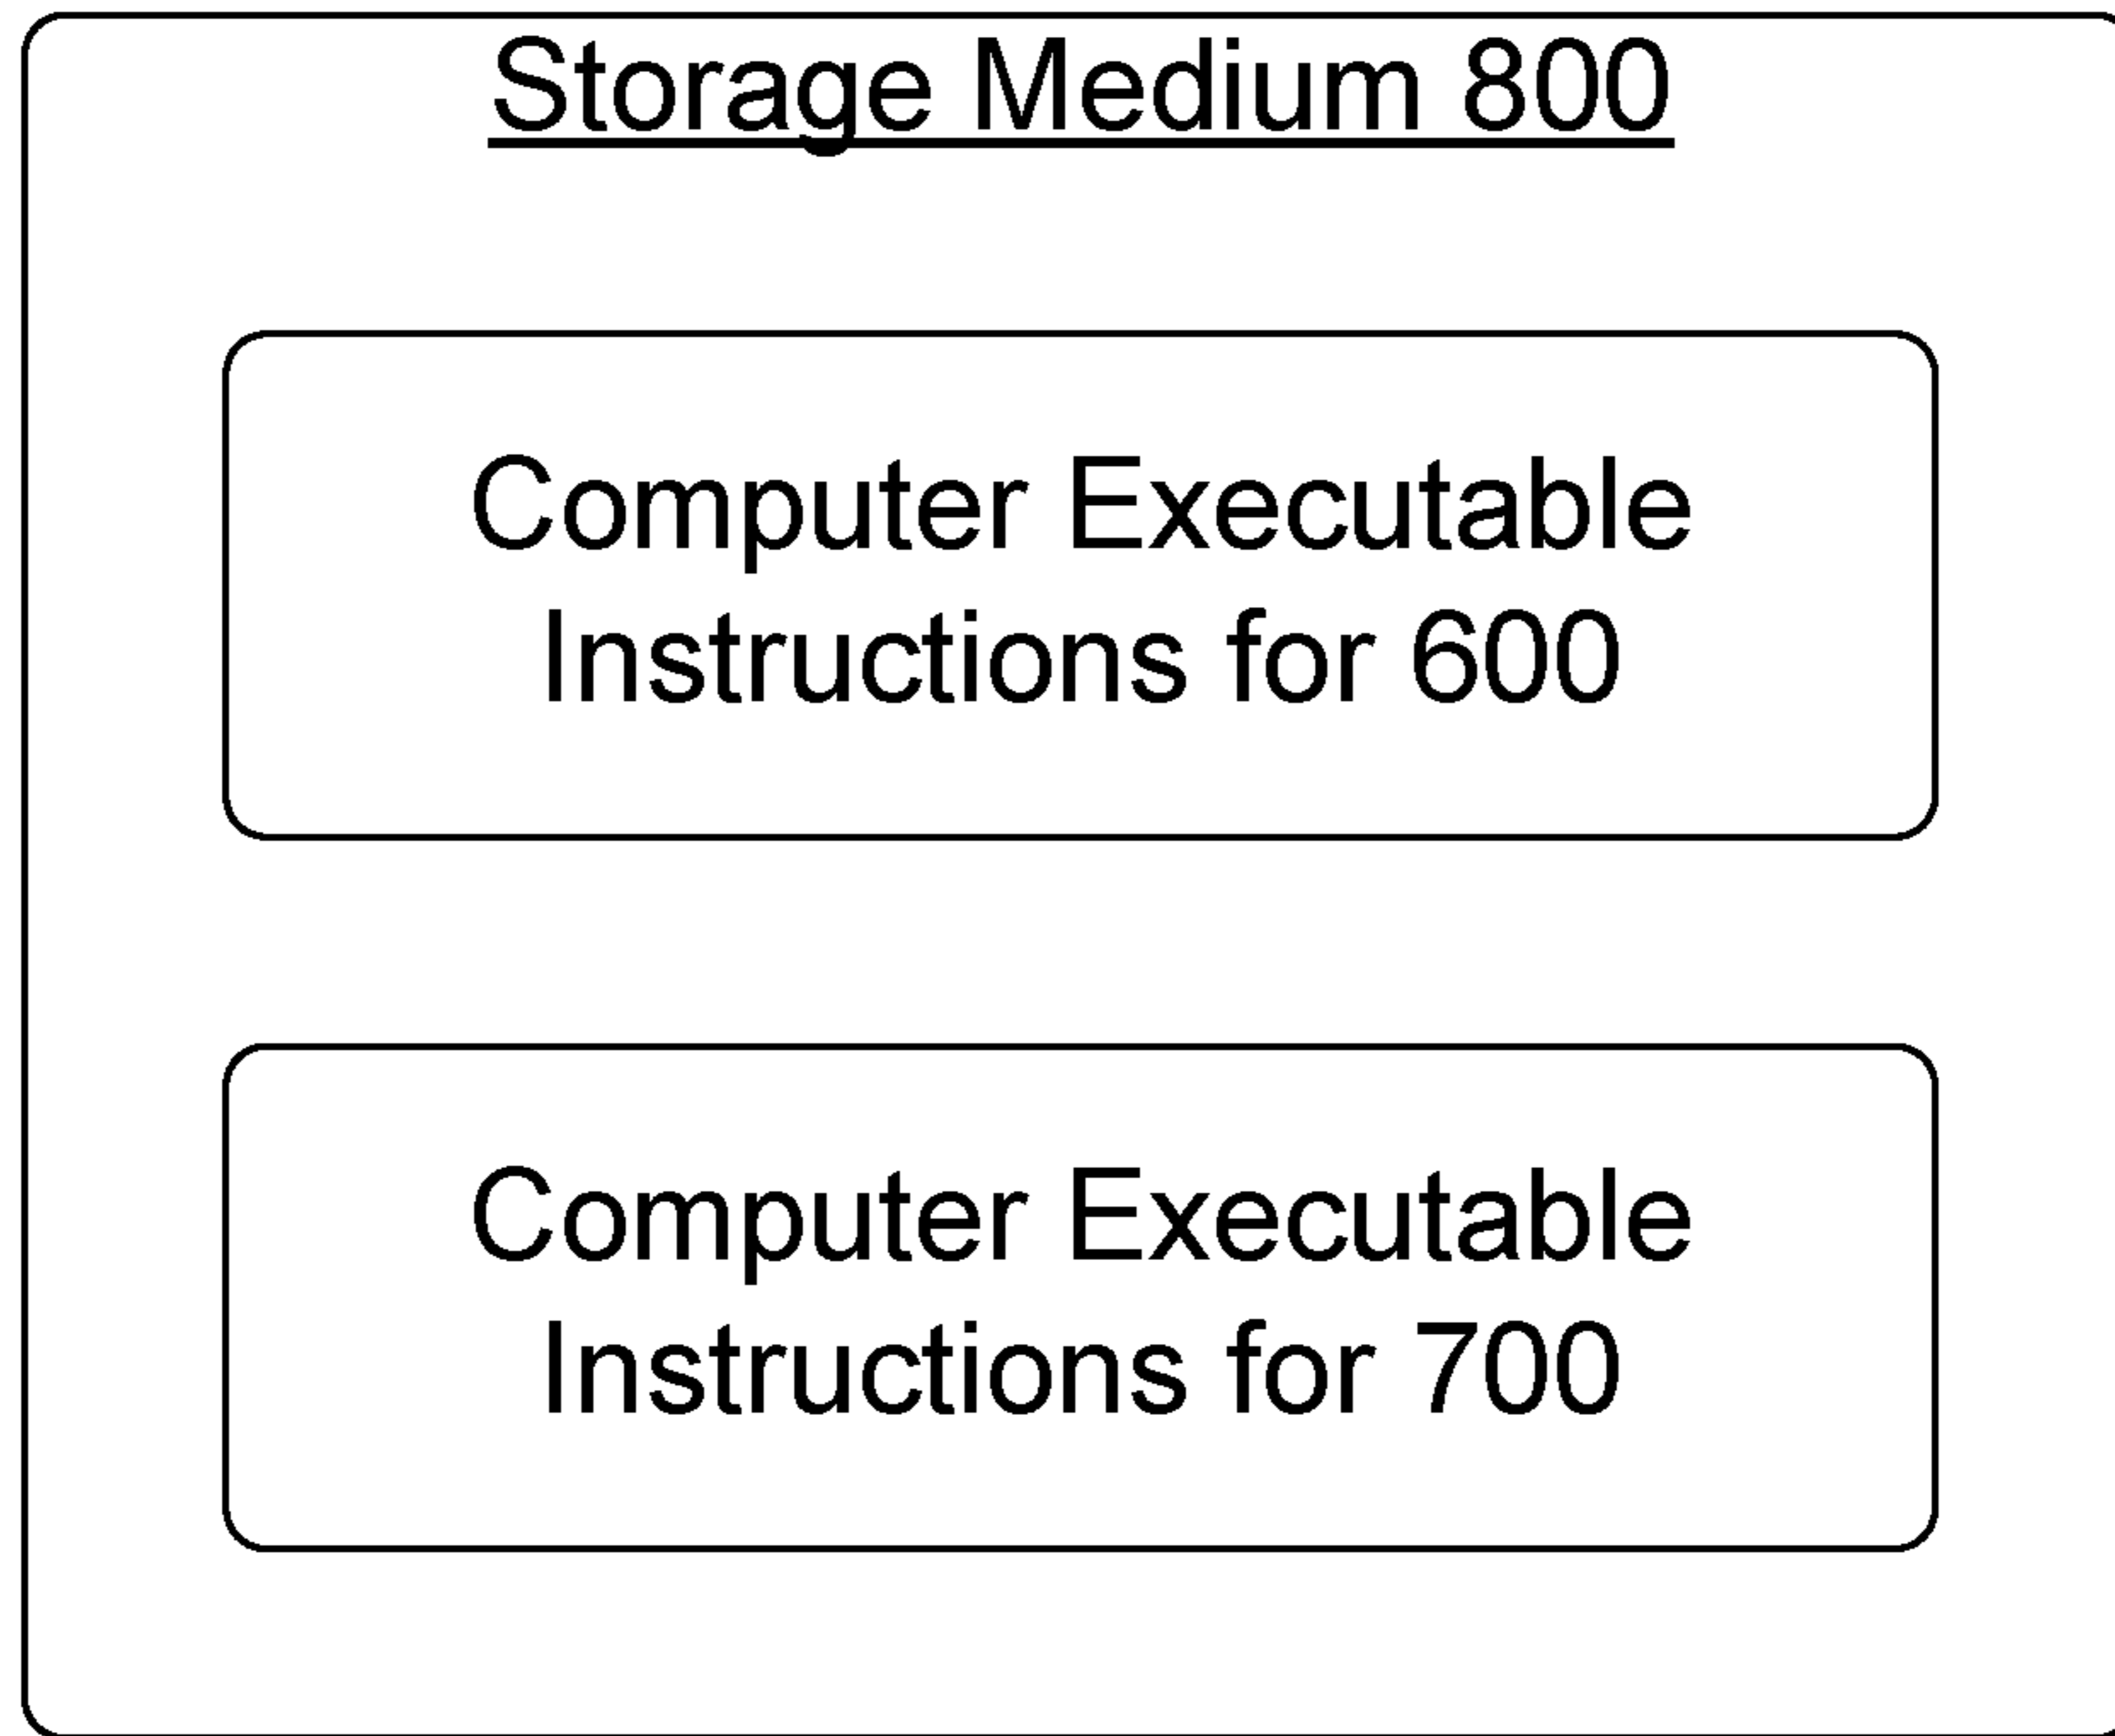 Storage Medium 800
Computer Executable
Instructions for 600
Computer Executable
Instructions for 700